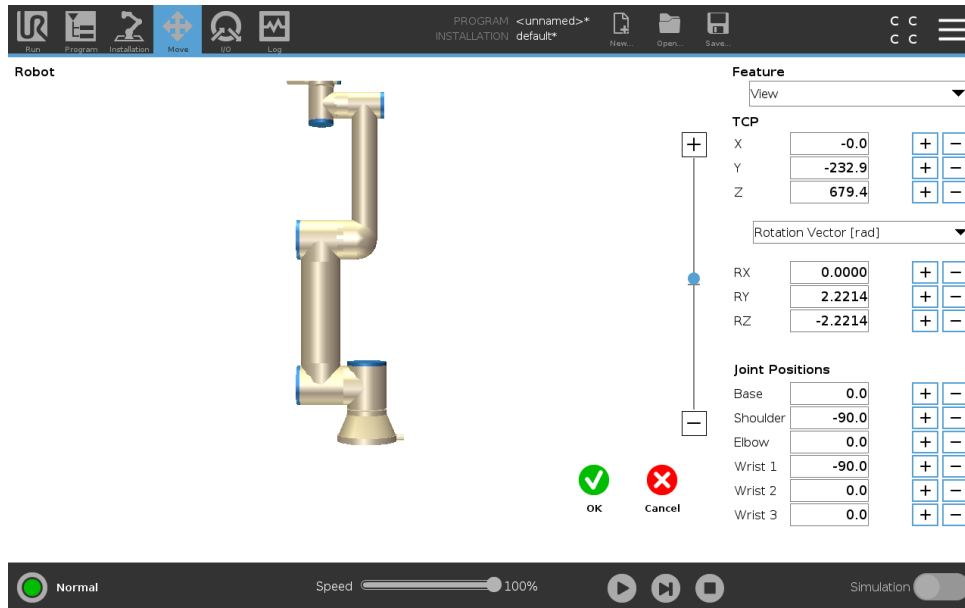 PROGRAM <unnamed>*
INSTALLATION default*
UR
Run
Program
Installation
Move
I/O
Log
New...
Open...
Save...
C C
C C
Robot
Feature
View
TCP
X -0.0 + −
Y -232.9 + −
Z 679.4 + −
Rotation Vector [rad]
RX 0.0000 + −
RY 2.2214 + −
RZ -2.2214 + −
Joint Positions
Base 0.0 + −
Shoulder -90.0 + −
Elbow 0.0 + −
Wrist 1 -90.0 + −
Wrist 2 0.0 + −
Wrist 3 0.0 + −
+
−
OK
Cancel
Normal
Speed 100%
Simulation